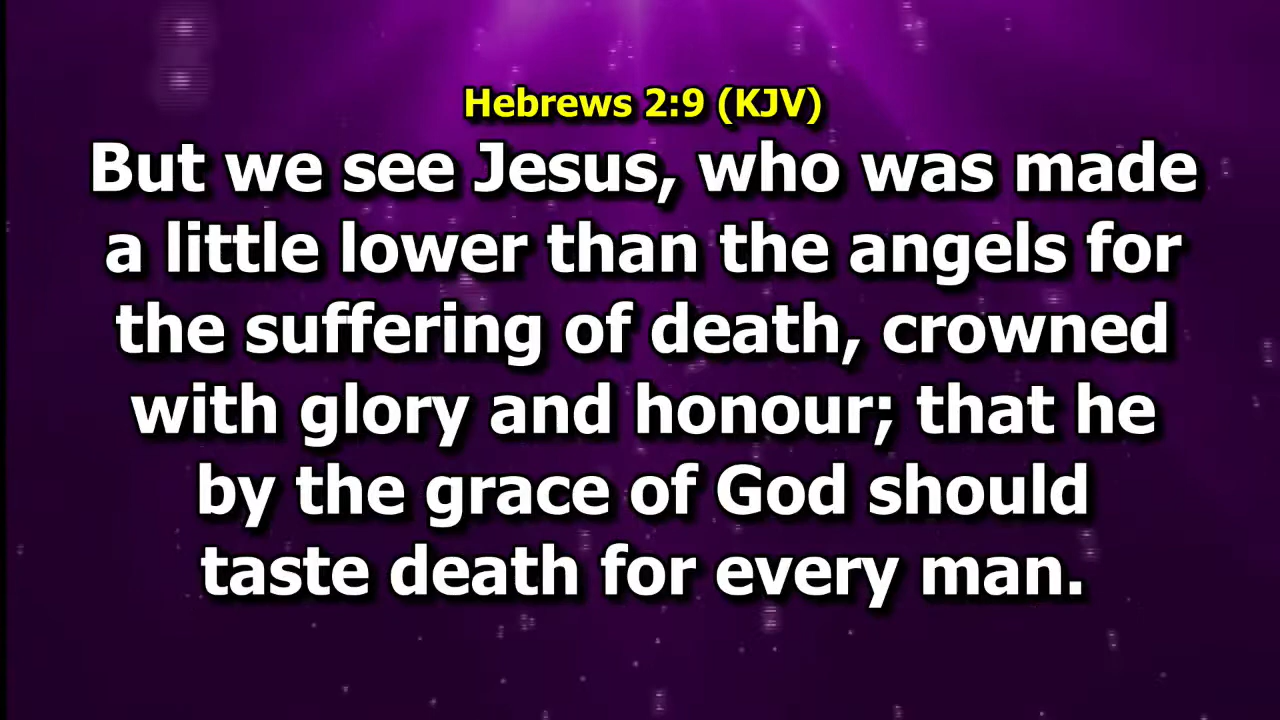 Hebrews 2:9 (KJV)
But we see Jesus, who was made
a little lower than the angels for
the suffering of death, crowned
with glory and honour; that he
by the grace of God should
taste death for every man.